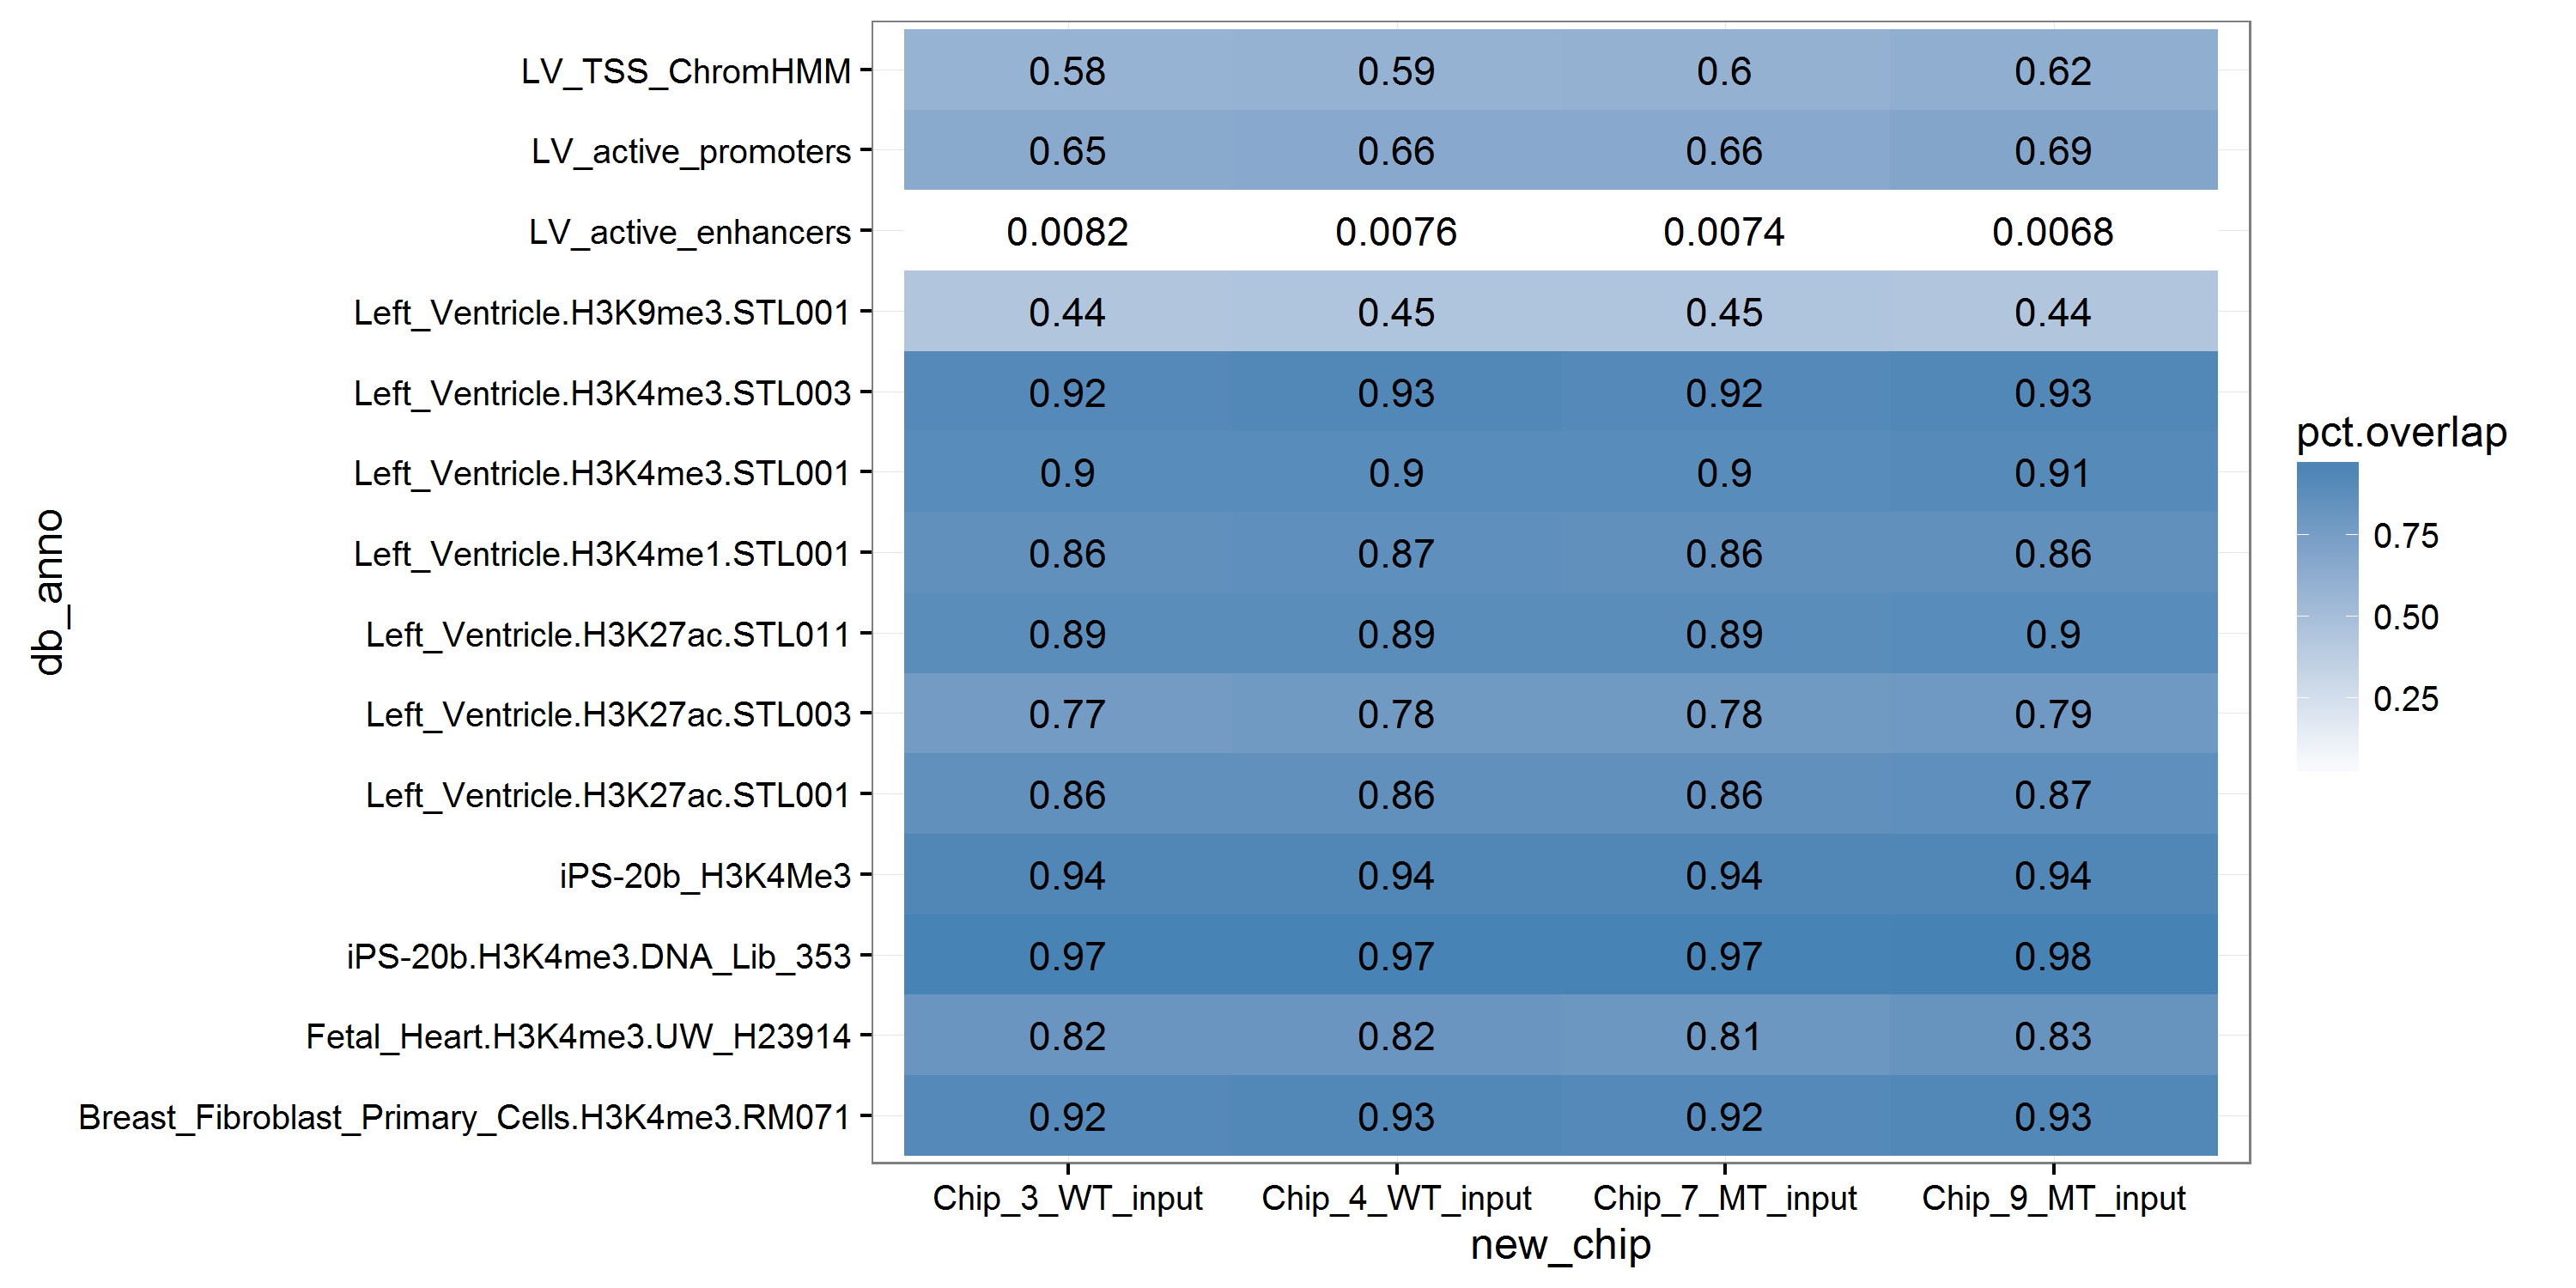 LV_TSS_ChromHMM 0.58 0.59 0.6 0.62
LV_active_promoters 0.65 0.66 0.66 0.69
LV_active_enhancers 0.0082 0.0076 0.0074 0.0068
Left_Ventricle.H3K9me3.STL001 0.44 0.45 0.45 0.44
Left_Ventricle.H3K4me3.STL003 0.92 0.93 0.92 0.93
Left_Ventricle.H3K4me3.STL001 0.9 0.9 0.9 0.91
Left_Ventricle.H3K4me1.STL001 0.86 0.87 0.86 0.86
Left_Ventricle.H3K27ac.STL011 0.89 0.89 0.89 0.9
Left_Ventricle.H3K27ac.STL003 0.77 0.78 0.78 0.79
Left_Ventricle.H3K27ac.STL001 0.86 0.86 0.86 0.87
iPS-20b_H3K4Me3 0.94 0.94 0.94 0.94
iPS-20b.H3K4me3.DNA_Lib_353 0.97 0.97 0.97 0.98
Fetal_Heart.H3K4me3.UW_H23914 0.82 0.82 0.81 0.83
Breast_Fibroblast_Primary_Cells.H3K4me3.RM071 0.92 0.93 0.92 0.93
Chip_3_WT_input Chip_4_WT_input Chip_7_MT_input Chip_9_MT_input
new_chip
db_anno
pct.overlap
0.75
0.50
0.25